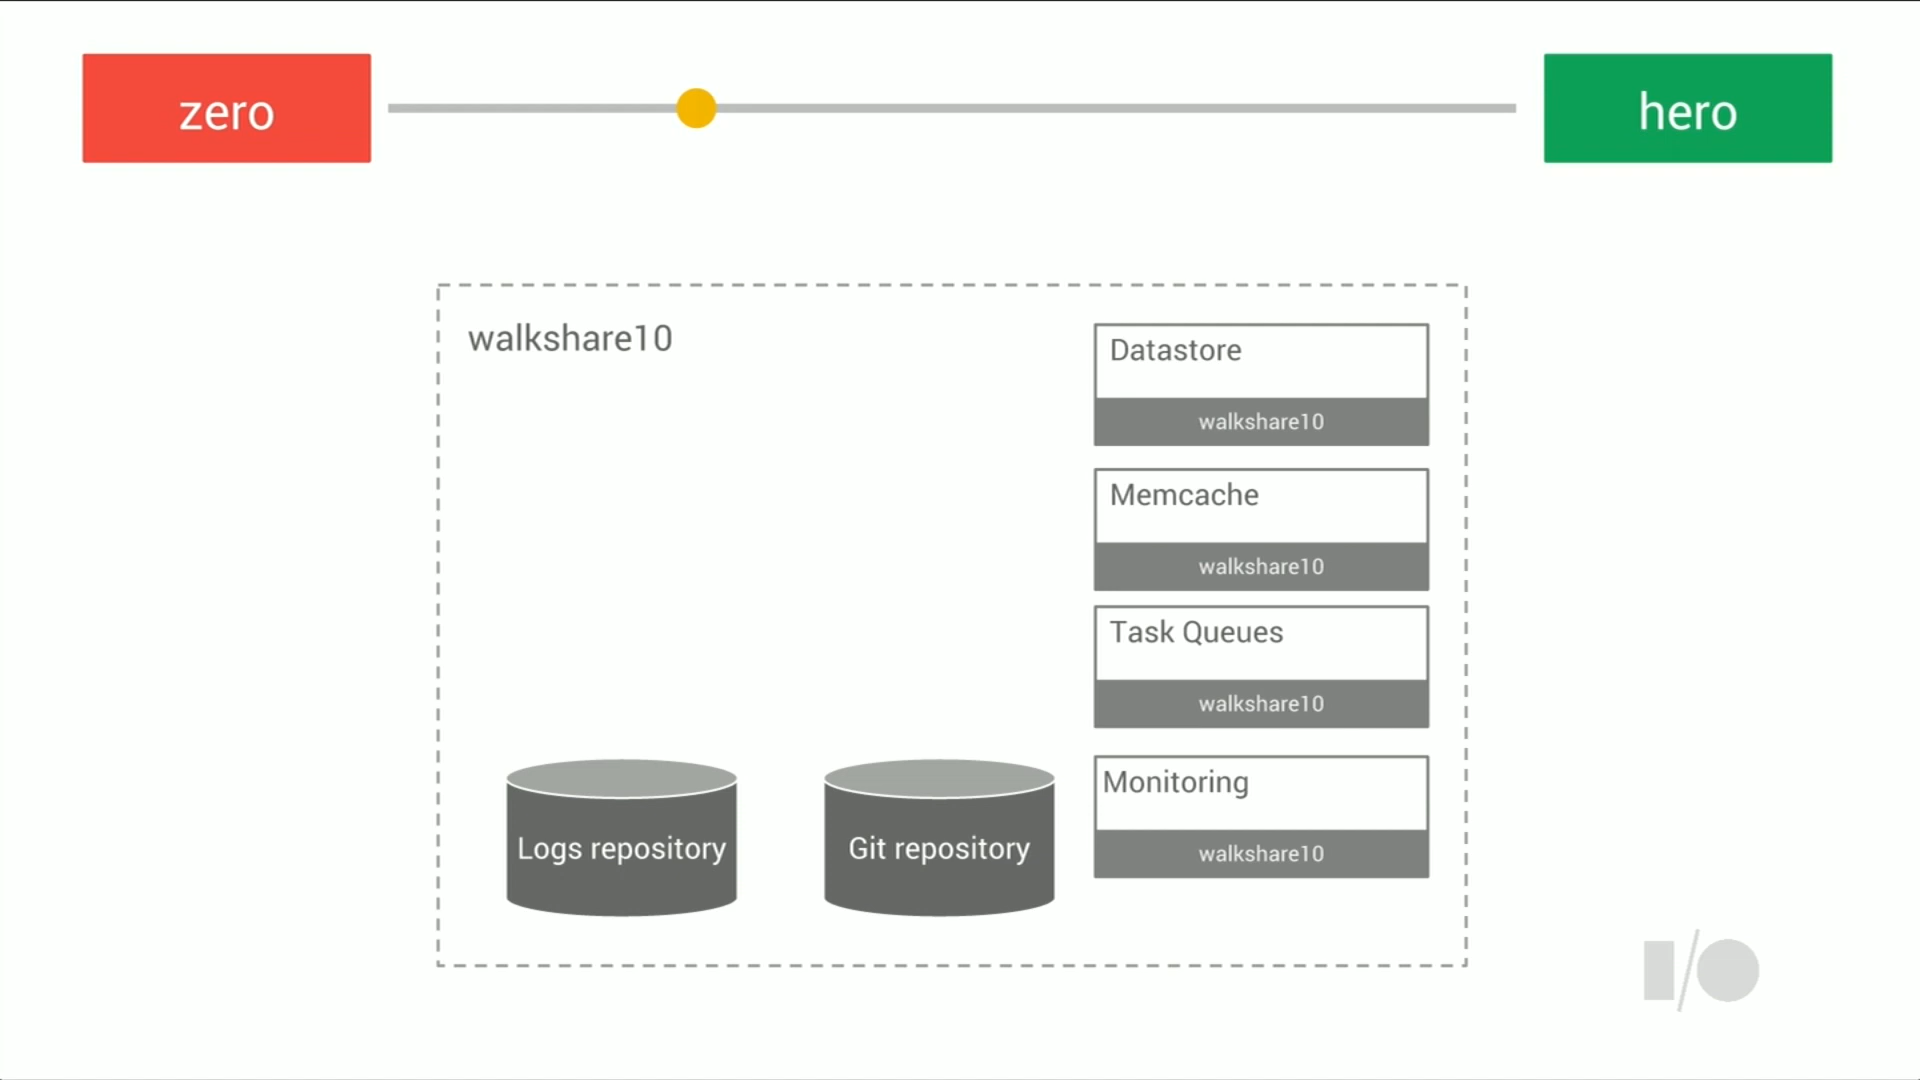 zero
hero
walkshare10
Datastore
walkshare10
Memcache
walkshare10
Task Queues
walkshare10
Monitoring
walkshare10
Logs repository
Git repository
I/O